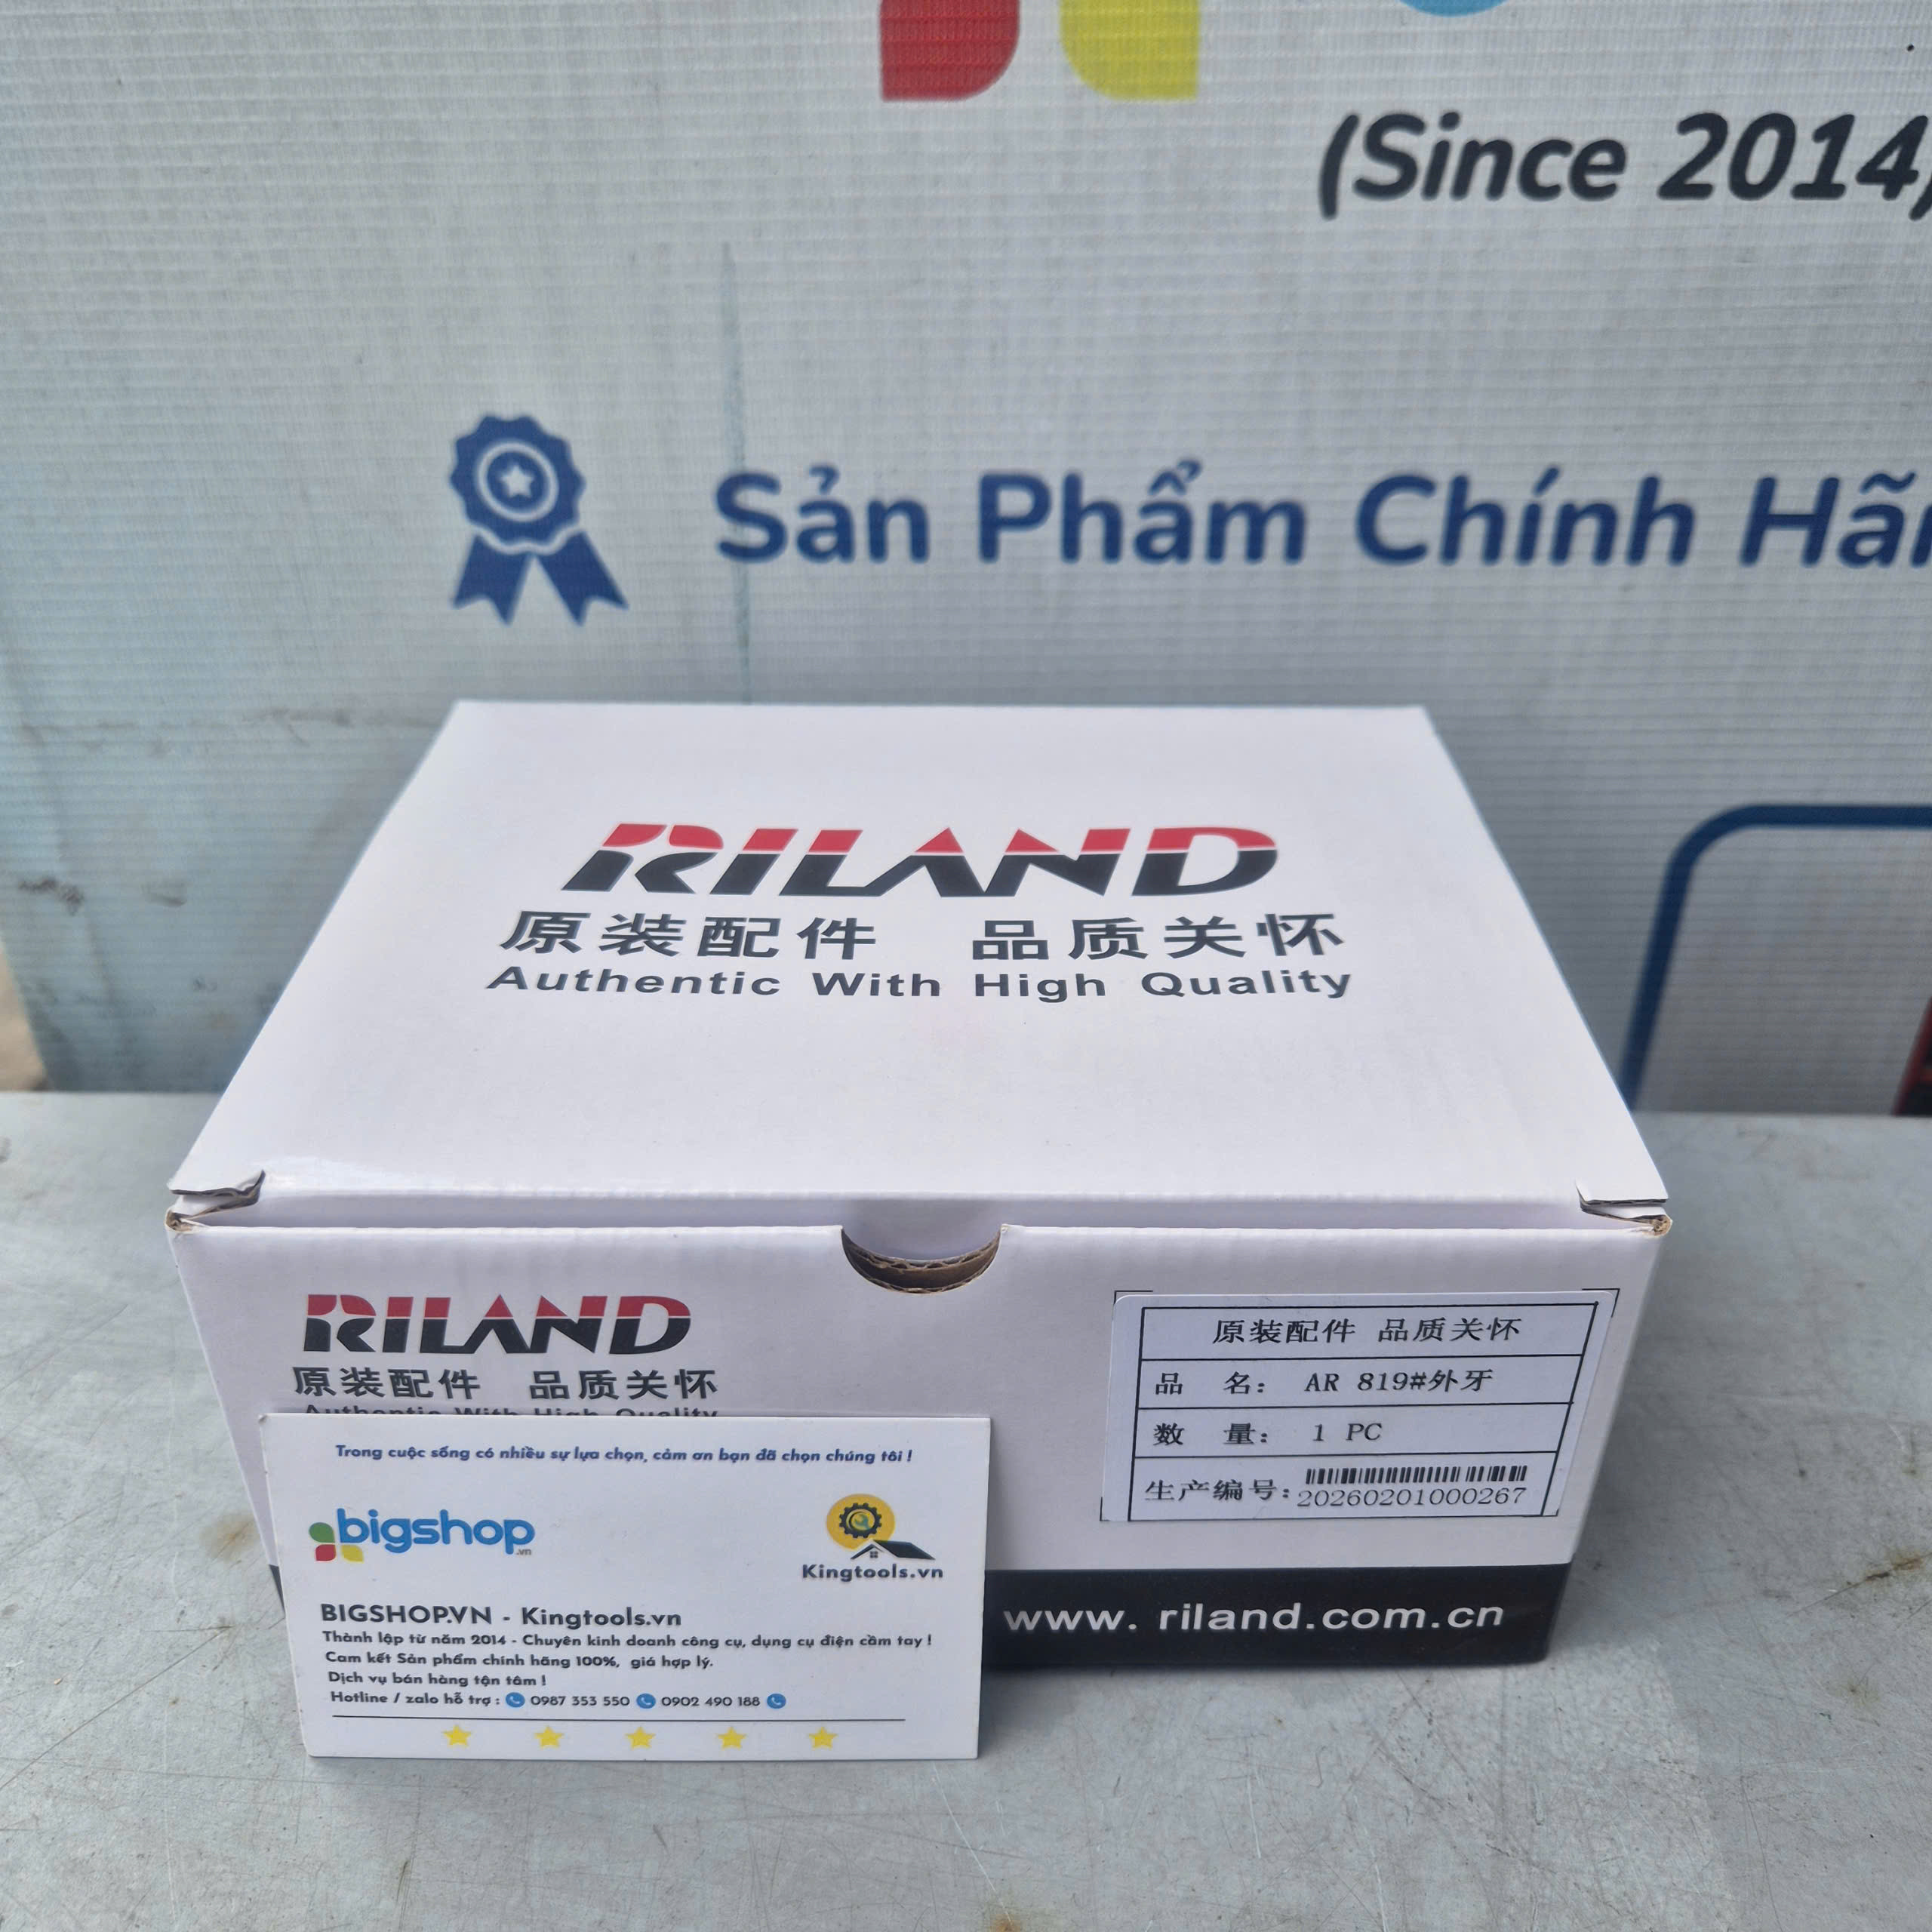 (Since 2014)
Sản Phẩm Chính
RILAND
原装配件 品质关怀
Authentic With High Quality
RILAND
原装配件 品质关怀
Authentic With High Quality
原装配件 品质关怀
品 名: AR 819#外牙
数 量: 1 PC
生产编号: 20260201000267
www. riland.com.cn
Trong cuộc sống có nhiều sự lựa chọn, cảm ơn bạn đã chọn chúng tôi !
bigshop.vn
Kingtools.vn
BIGSHOP.VN - Kingtools.vn
Thành lập từ năm 2014 - Chuyên kinh doanh công cụ, dụng cụ điện cầm tay !
Cam kết Sản phẩm chính hãng 100%, giá hợp lý.
Dịch vụ bán hàng tận tâm !
Hotline / zalo hỗ trợ : 0987 353 550 0902 490 188